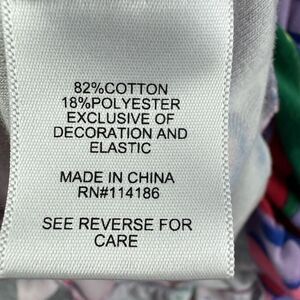 82%COTTON
18%POLYESTER
EXCLUSIVE OF
DECORATION AND
ELASTIC
MADE IN CHINA
RN#114186
SEE REVERSE FOR
CARE